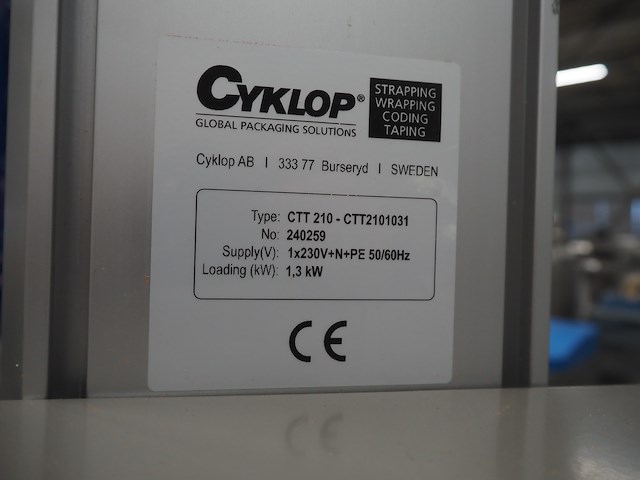 CYKLOP®
GLOBAL PACKAGING SOLUTIONS
STRAPPING
WRAPPING
CODING
TAPING
Cyklop AB I 333 77 Burseryd I SWEDEN
Type: CTT 210 - CTT2101031
No: 240259
Supply(V): 1x230V+N+PE 50/60Hz
Loading (kW): 1,3 kW
CE